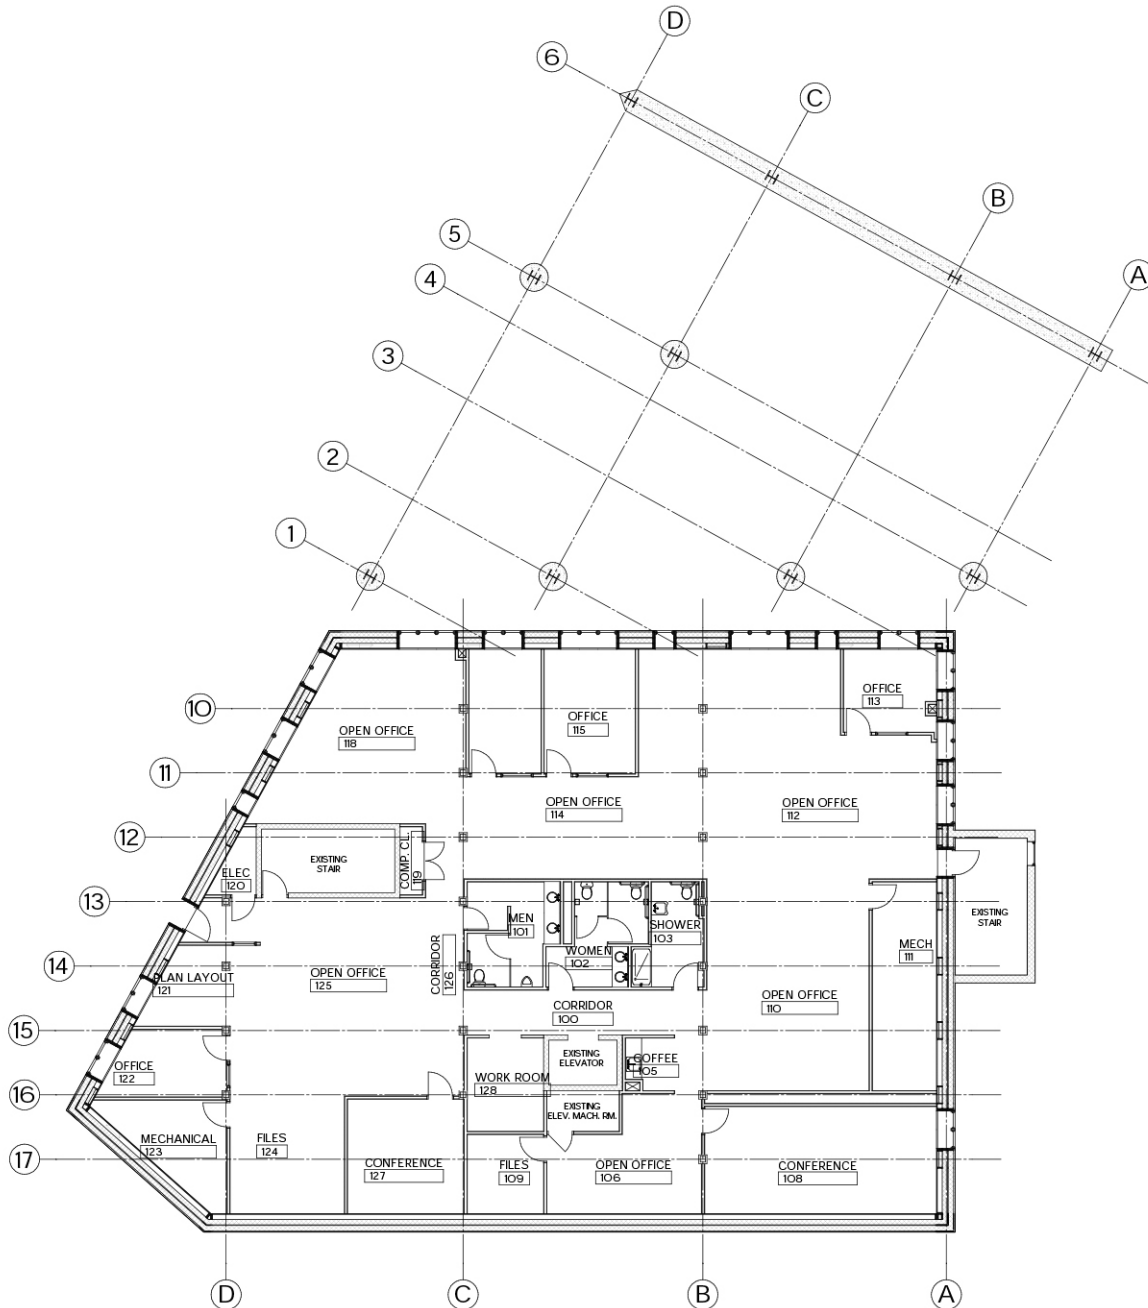 D
6
C
B
5
A
4
3
2
1
10
OFFICE
113
OFFICE
115
OPEN OFFICE
118
11
OPEN OFFICE
114
OPEN OFFICE
112
12
EXISTING
STAIR
COMP. CL.
119
ELEC
120
13
MEN
101
SHOWER
103
EXISTING
STAIR
WOMEN
102
MECH
111
14
PLAN LAYOUT
121
OPEN OFFICE
125
CORRIDOR
126
OPEN OFFICE
110
CORRIDOR
100
15
OFFICE
122
EXISTING
ELEVATOR
COFFEE
105
WORK ROOM
128
16
EXISTING
ELEV. MACH. RM.
MECHANICAL
123
FILES
124
17
CONFERENCE
127
FILES
109
OPEN OFFICE
106
CONFERENCE
108
D
C
B
A